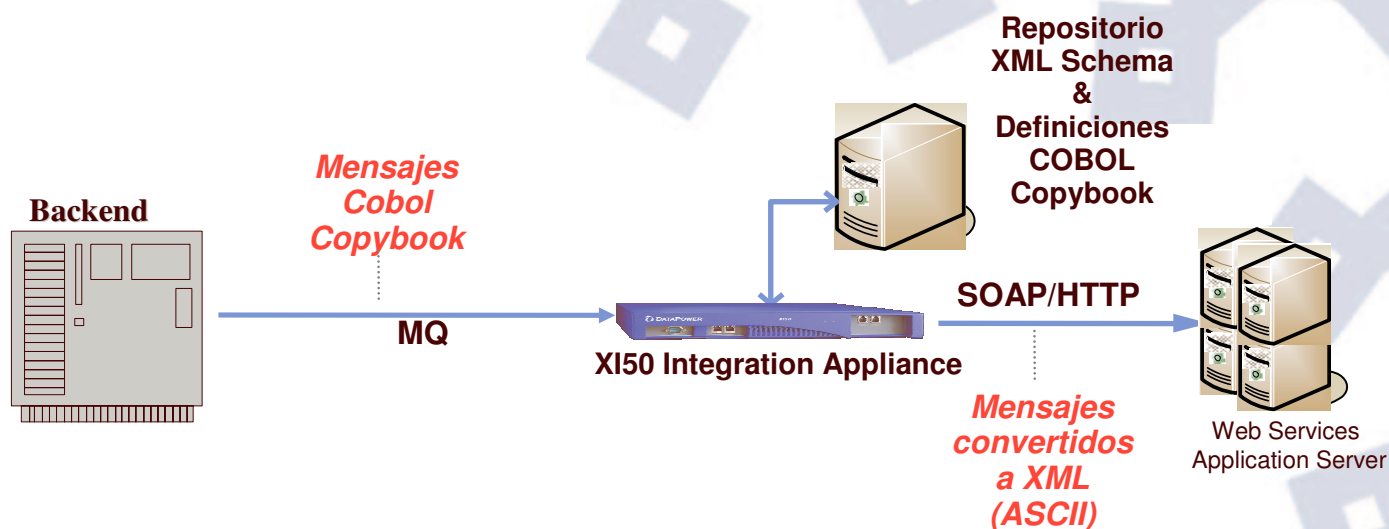 Repositorio
XML Schema
&
Definiciones
COBOL
Copybook
Mensajes
Cobol
Copybook
Backend
MQ
DATAPOWER
XI50 Integration Appliance
SOAP/HTTP
Mensajes
convertidos
a XML
(ASCII)
Web Services
Application Server